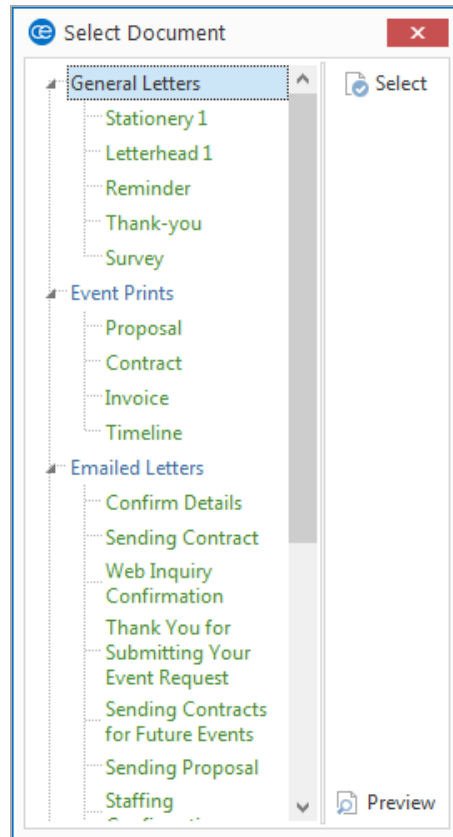 Select Document
General Letters
Select
Stationery 1
Letterhead 1
Reminder
Thank-you
Survey
Event Prints
Proposal
Contract
Invoice
Timeline
Emailed Letters
Confirm Details
Sending Contract
Web Inquiry
Confirmation
Thank You for
Submitting Your
Event Request
Sending Contracts
for Future Events
Sending Proposal
Staffing
Preview